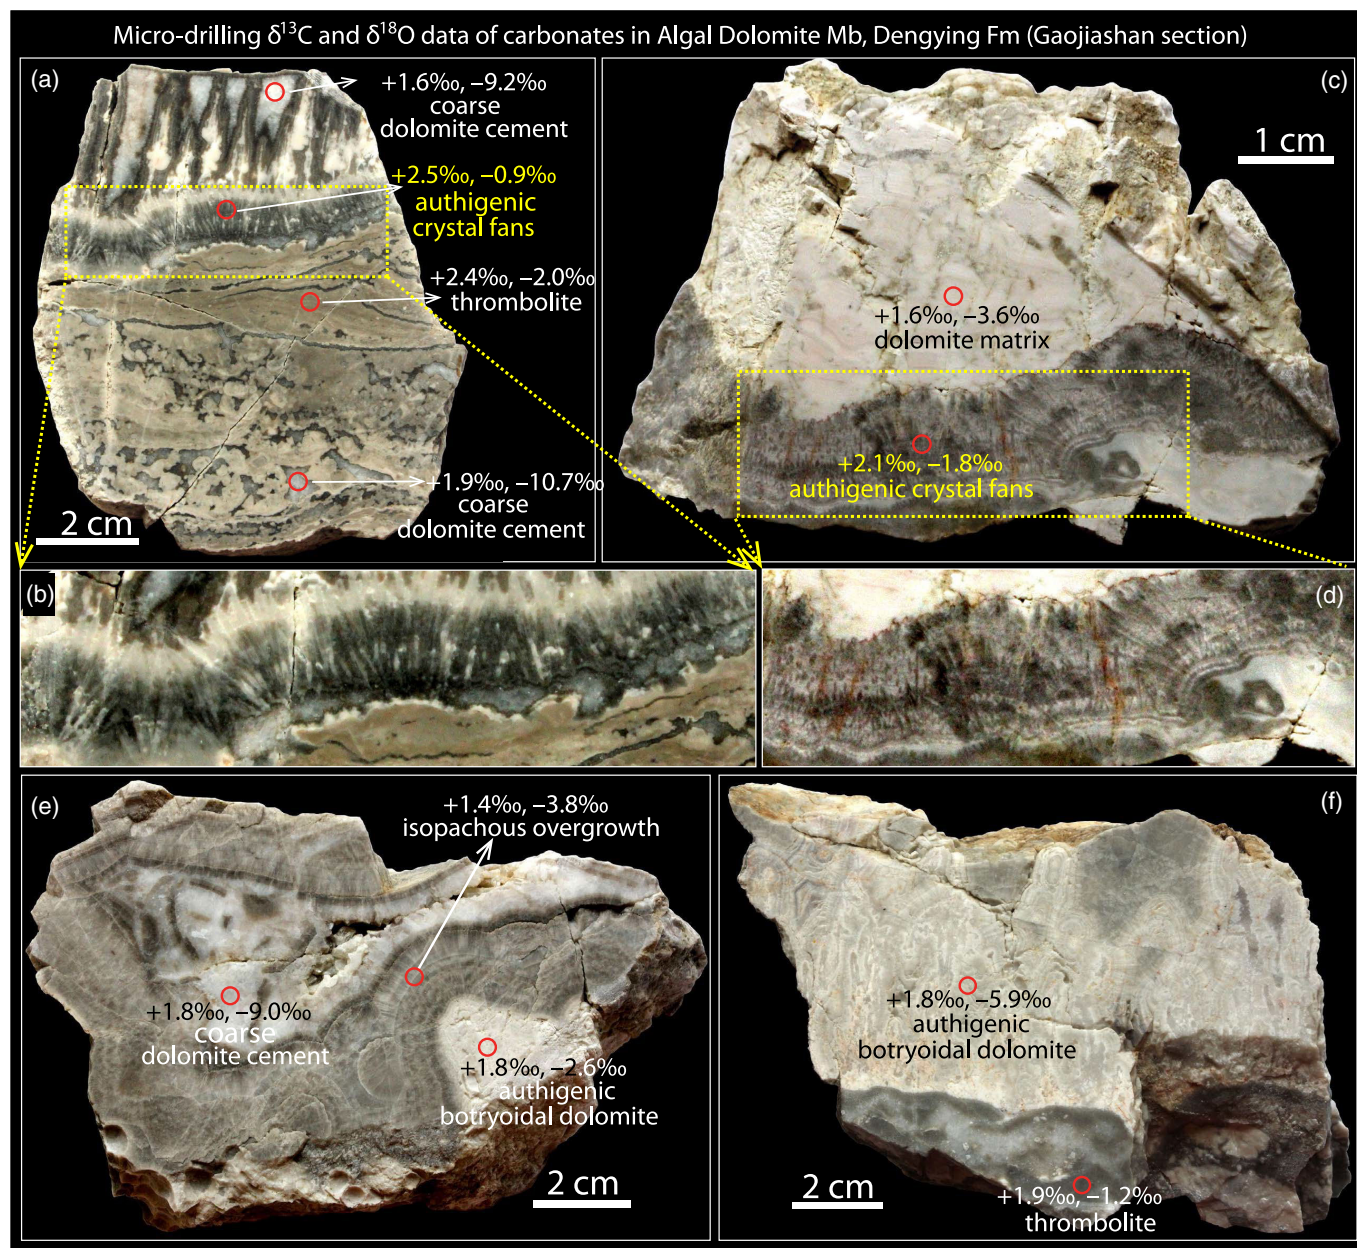 Micro-drilling δ13C and δ18O data of carbonates in Algal Dolomite Mb, Dengying Fm (Gaojiashan section)
(a)
+1.6‰, −9.2‰
coarse
dolomite cement
+2.5‰, −0.9‰
authigenic
crystal fans
+2.4‰, −2.0‰
thrombolite
+1.9‰, −10.7‰
coarse
dolomite cement
2 cm
(c)
1 cm
+1.6‰, −3.6‰
dolomite matrix
+2.1‰, −1.8‰
authigenic crystal fans
(b)
(d)
(e)
+1.4‰, −3.8‰
isopachous overgrowth
+1.8‰, −9.0‰
coarse
dolomite cement
+1.8‰, −2.6‰
authigenic
botryoidal dolomite
2 cm
(f)
+1.8‰, −5.9‰
authigenic
botryoidal dolomite
2 cm
+1.9‰, −1.2‰
thrombolite